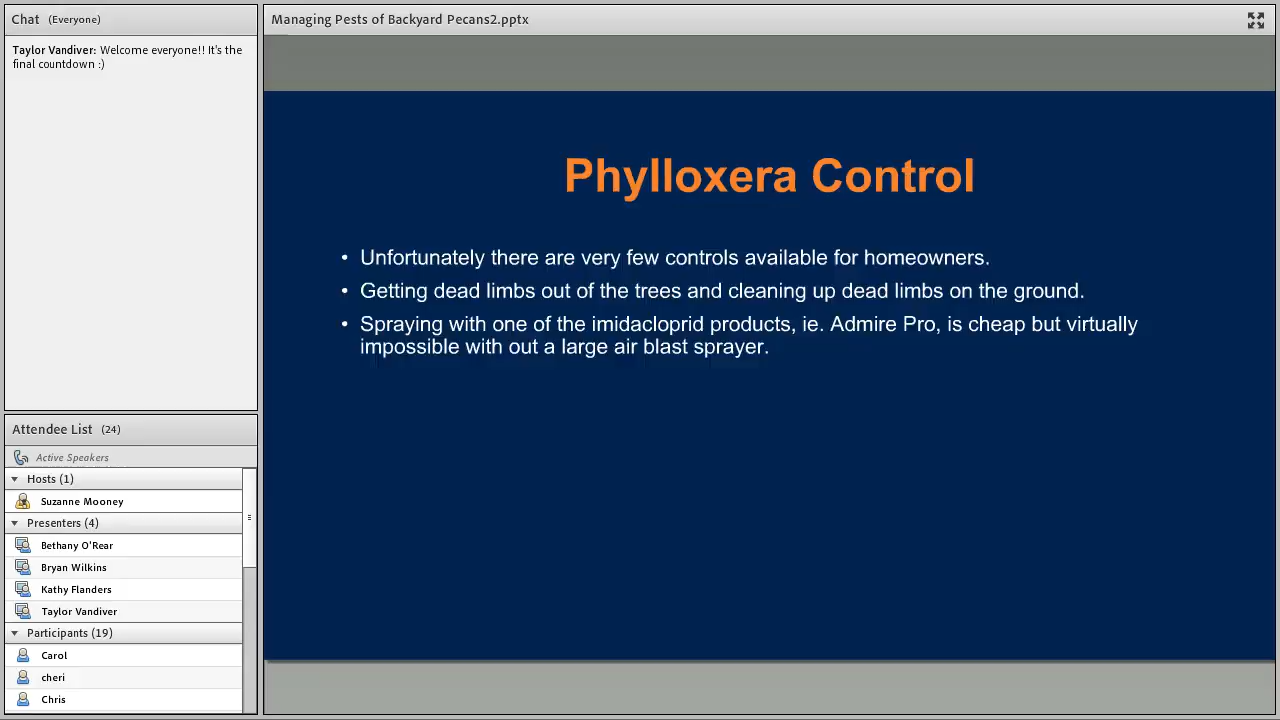 Chat (Everyone)
Taylor Vandiver: Welcome everyone!! It's the
final countdown :)
Attendee List (24)
Active Speakers
Hosts (1)
Suzanne Mooney
Presenters (4)
Bethany O'Rear
Bryan Wilkins
Kathy Flanders
Taylor Vandiver
Participants (19)
Carol
cheri
Chris
Managing Pests of Backyard Pecans2.pptx
Phylloxera Control
• Unfortunately there are very few controls available for homeowners.
• Getting dead limbs out of the trees and cleaning up dead limbs on the ground.
• Spraying with one of the imidacloprid products, ie. Admire Pro, is cheap but virtually
impossible with out a large air blast sprayer.